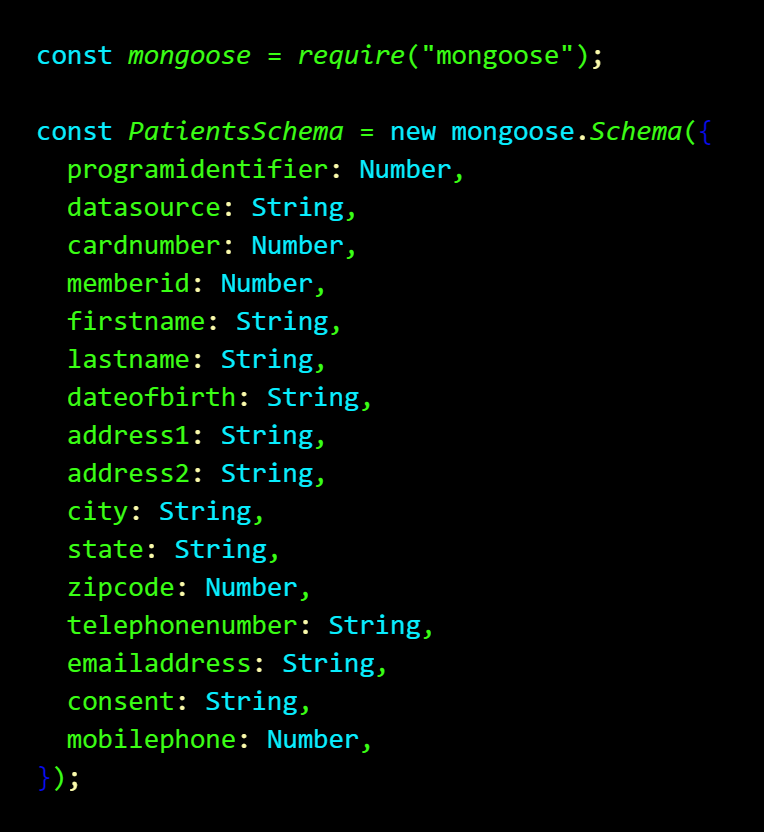 const mongoose = require("mongoose");
const PatientsSchema = new mongoose.Schema({
programidentifier: Number,
datasource: String,
cardnumber: Number,
memberid: Number,
firstname: String,
lastname: String,
dateofbirth: String,
address1: String,
address2: String,
city: String,
state: String,
zipcode: Number,
telephonenumber: String,
emailaddress: String,
consent: String,
mobilephone: Number,
});